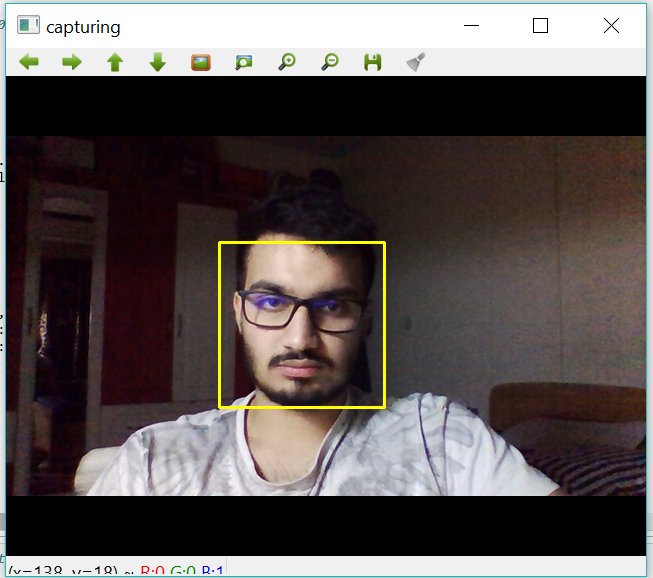 capturing
(x=138, y=18) ~ R:0 G:0 B:1